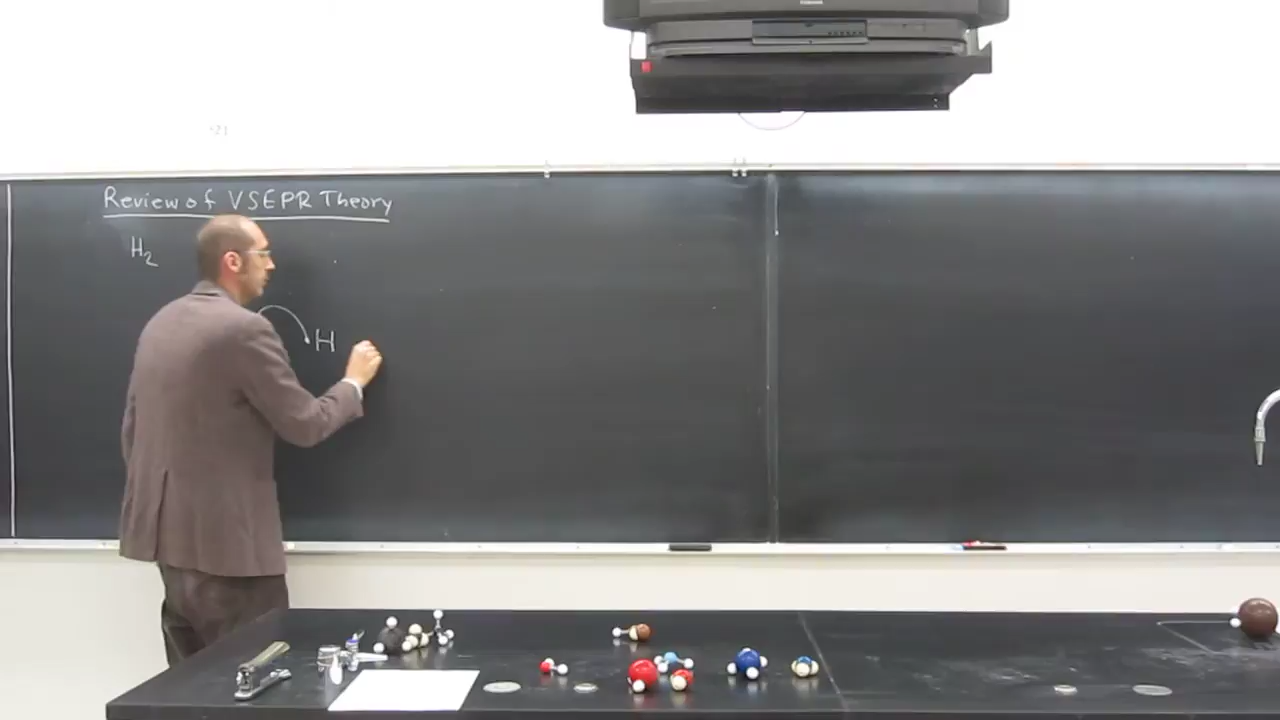 Review of VSEPR Theory
H₂
H